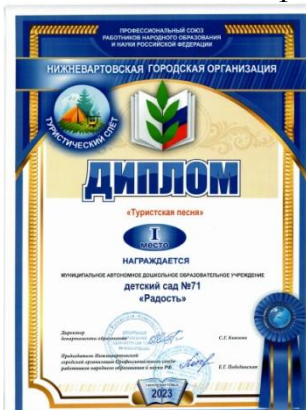 ПРОФЕССИОНАЛЬНЫЙ СОЮЗ
РАБОТНИКОВ НАРОДНОГО ОБРАЗОВАНИЯ
И НАУКИ РОССИЙСКОЙ ФЕДЕРАЦИИ
НИЖНЕВАРТОВСКАЯ ГОРОДСКАЯ ОРГАНИЗАЦИЯ
ТУРИСТИЧЕСКИЙ СЛЁТ
ДИПЛОМ
«Туристская песня»
I
место
НАГРАЖДАЕТСЯ
МУНИЦИПАЛЬНОЕ АВТОНОМНОЕ ДОШКОЛЬНОЕ ОБРАЗОВАТЕЛЬНОЕ УЧРЕЖДЕНИЕ
детский сад №71
«Радость»
Директор
департамента образования
Председатель Нижневартовской
городской организации Профессионального союза
работников народного образования и науки РФ
2023